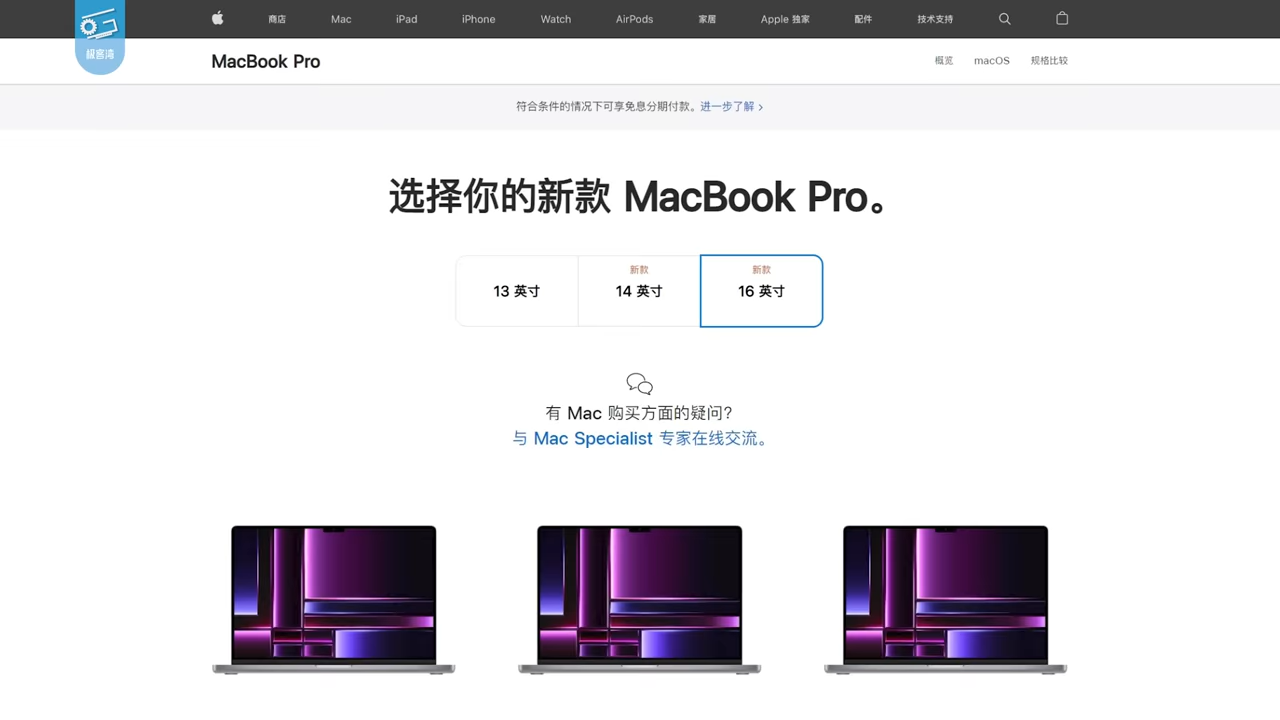 商店 Mac iPad iPhone Watch AirPods 家居 Apple 独家 配件 技术支持
极客湾
MacBook Pro 概览 macOS 规格比较
符合条件的情况下可享免息分期付款。进一步了解 >
选择你的新款 MacBook Pro。
13 英寸
新款
14 英寸
新款
16 英寸
有 Mac 购买方面的疑问?
与 Mac Specialist 专家在线交流。